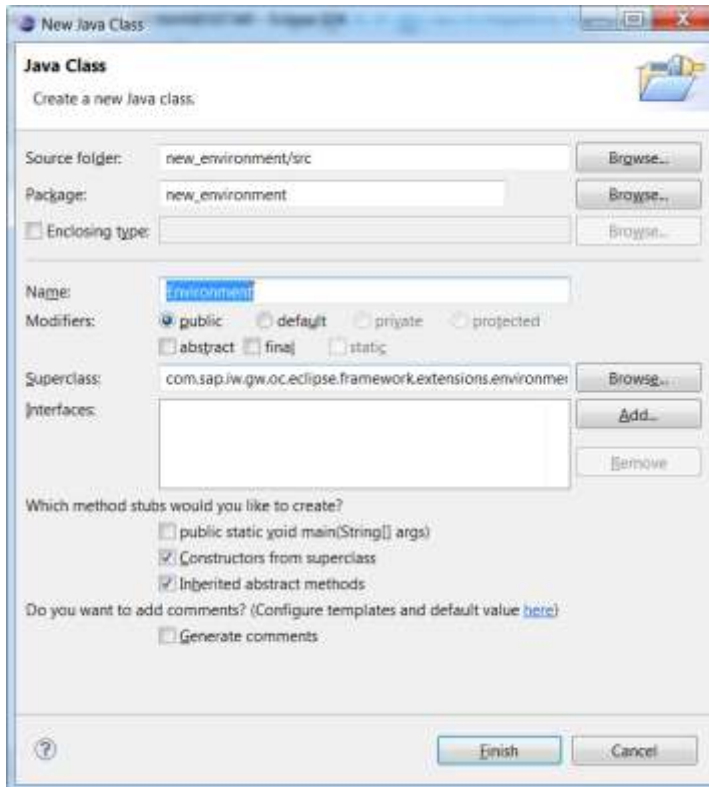 New Java Class
Java Class
Create a new Java class.
Source folder: new_environment/src Browse...
Package: new_environment Browse...
Enclosing type: Browse...
Name: Environment
Modifiers: public default private protected
abstract final static
Superclass: com.sap.iw.gw.oc.eclipse.framework.extensions.environmen Browse...
Interfaces: Add...
Remove
Which method stubs would you like to create?
public static void main(String[] args)
Constructors from superclass
Inherited abstract methods
Do you want to add comments? (Configure templates and default value here)
Generate comments
? Finish Cancel